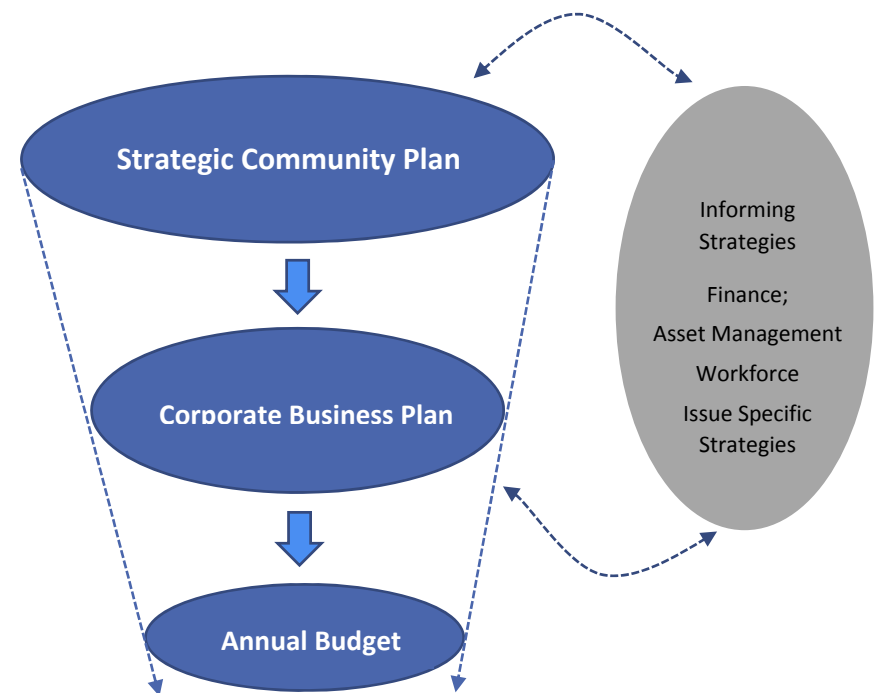 Strategic Community Plan
Informing
Strategies
Finance;
Asset Management
Workforce
Issue Specific
Strategies
Corporate Business Plan
Annual Budget